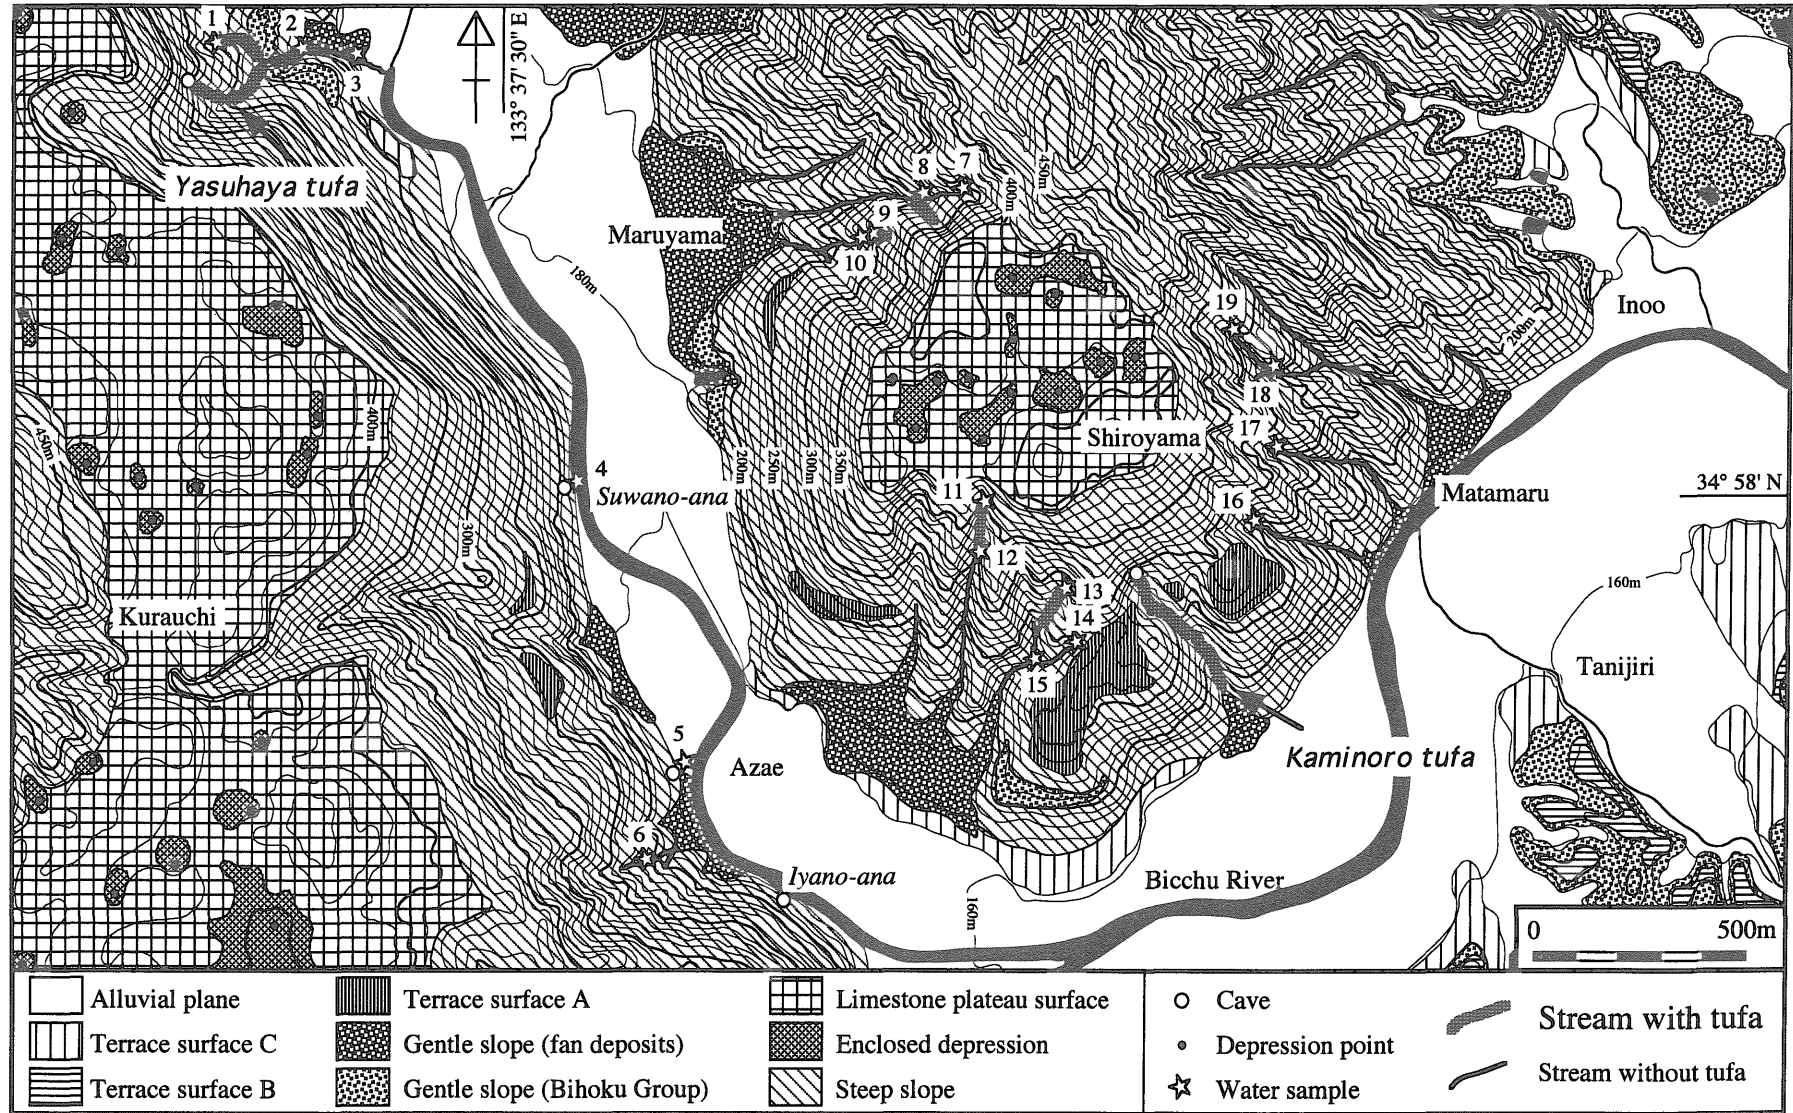 1
2
3
133° 37' 30" E
Yasuhaya tufa
8
7
450m
400m
9
Maruyama
10
180m
19
Inoo
200m
18
400m
450m
17
Shiroyama
4
Suwano-ana
200m
250m
300m
350m
11
16
Matamaru
34° 58' N
300m
12
13
14
160m
Kurauchi
15
Tanijiri
5
Azae
Kaminoro tufa
6
Iyano-ana
160m
Bicchu River
0 500m
Alluvial plane
Terrace surface C
Terrace surface B
Terrace surface A
Gentle slope (fan deposits)
Gentle slope (Bihoku Group)
Limestone plateau surface
Enclosed depression
Steep slope
Cave
Depression point
Water sample
Stream with tufa
Stream without tufa